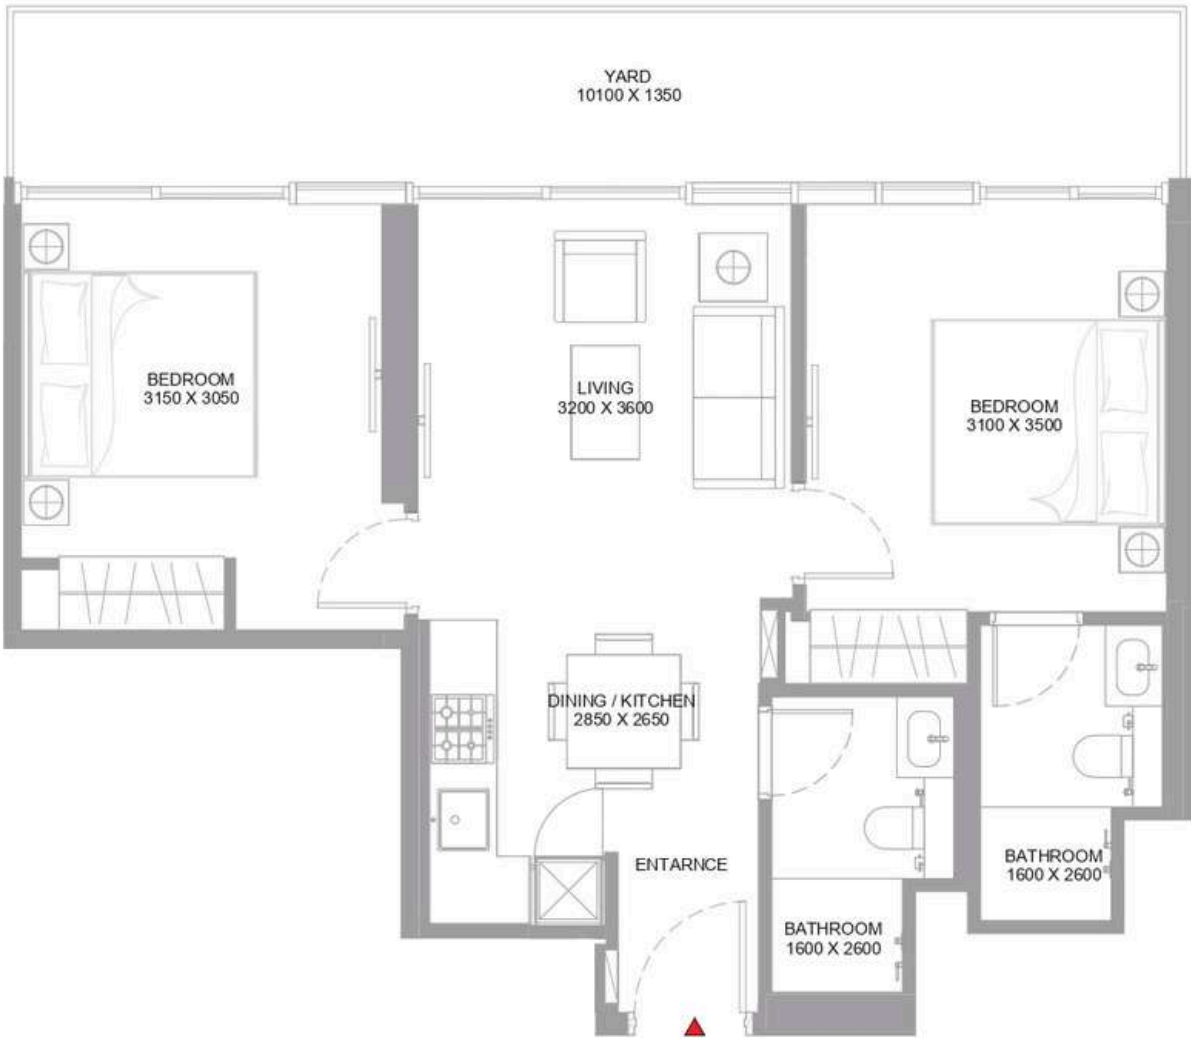 YARD
10100 X 1350
BEDROOM
3150 X 3050
LIVING
3200 X 3600
BEDROOM
3100 X 3500
DINING / KITCHEN
2850 X 2650
ENTARNCE
BATHROOM
1600 X 2600
BATHROOM
1600 X 2600